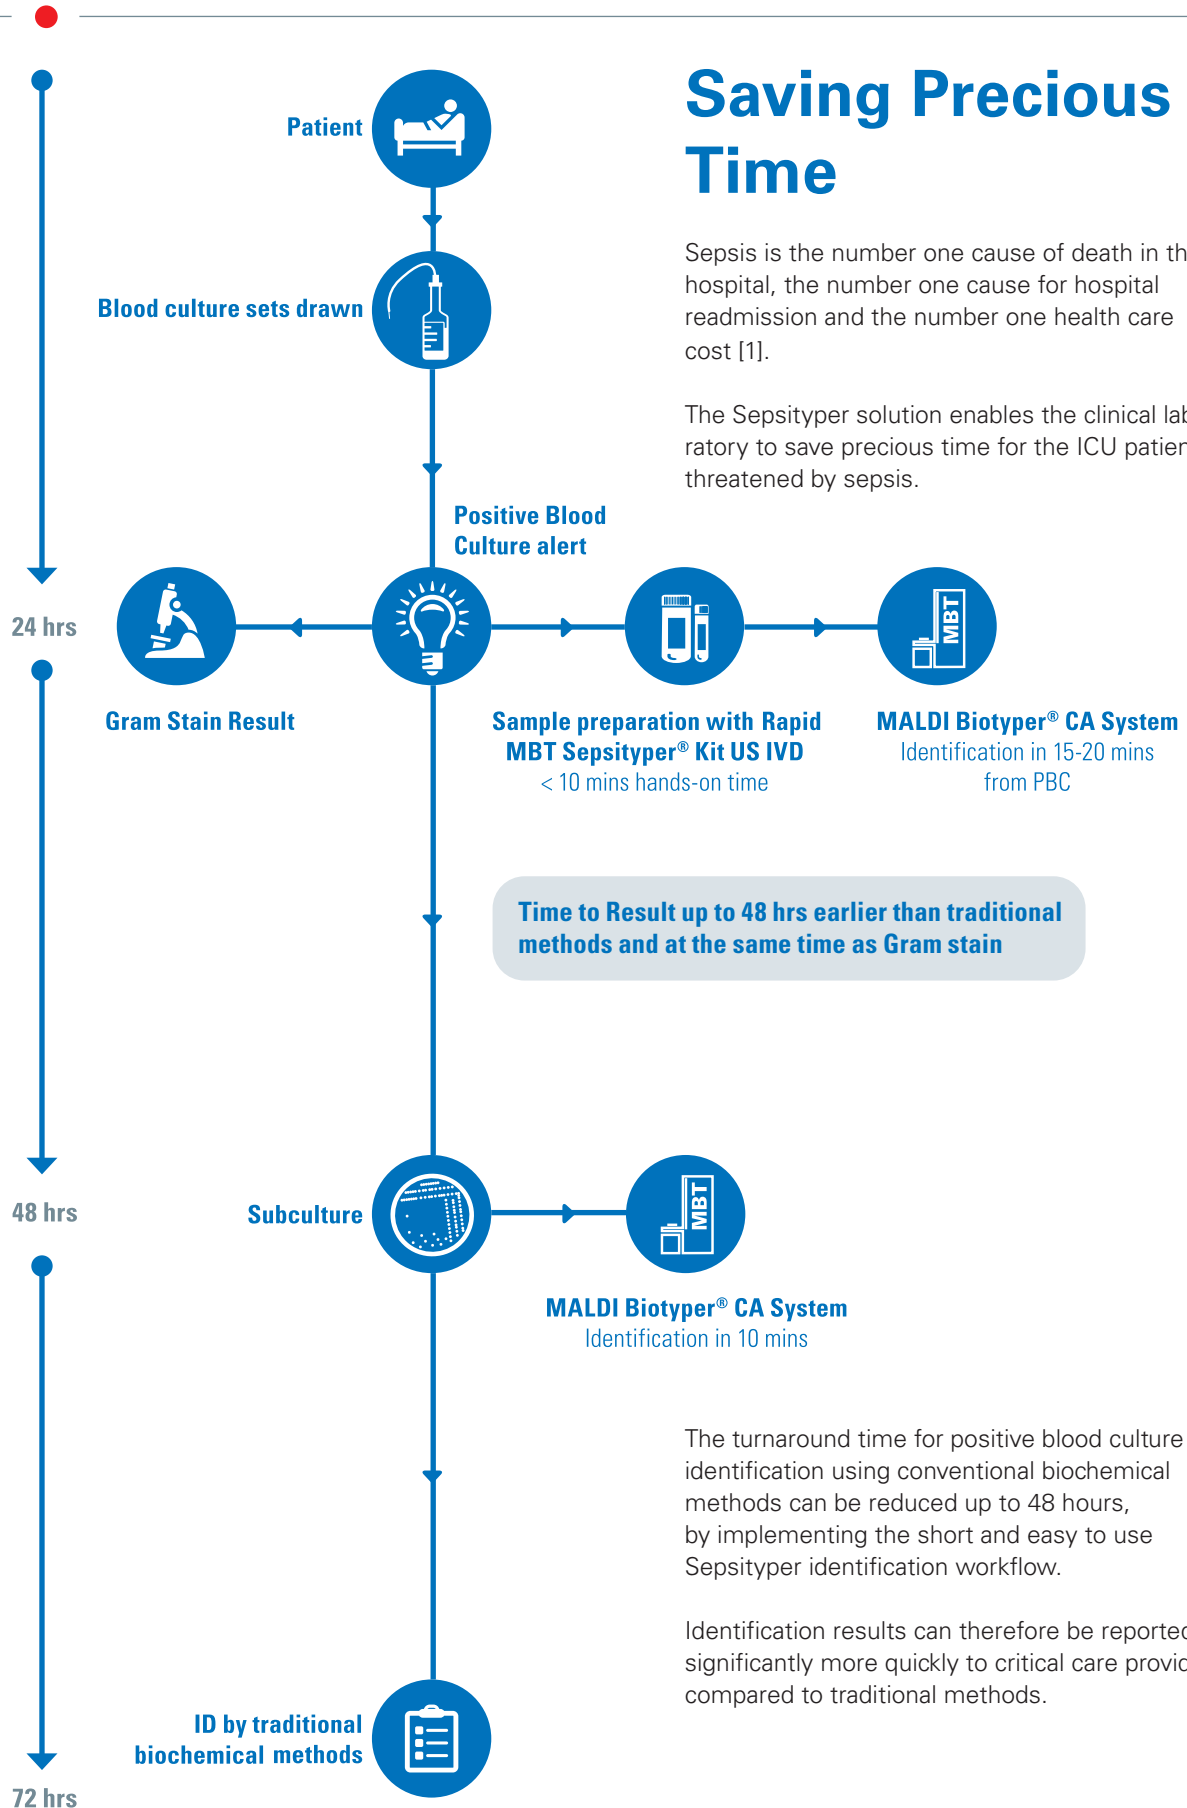 Saving Precious
Time
Patient
Sepsis is the number one cause of death in th
hospital, the number one cause for hospital
readmission and the number one health care
cost [1].
Blood culture sets drawn
The Sepsityper solution enables the clinical lab
ratory to save precious time for the ICU patien
threatened by sepsis.
Positive Blood
Culture alert
24 hrs
MBT
Gram Stain Result
Sample preparation with Rapid
MBT Sepsityper® Kit US IVD
< 10 mins hands-on time
MALDI Biotyper® CA System
Identification in 15-20 mins
from PBC
Time to Result up to 48 hrs earlier than traditional
methods and at the same time as Gram stain
48 hrs
Subculture
MBT
MALDI Biotyper® CA System
Identification in 10 mins
The turnaround time for positive blood culture
identification using conventional biochemical
methods can be reduced up to 48 hours,
by implementing the short and easy to use
Sepsityper identification workflow.
Identification results can therefore be reported
significantly more quickly to critical care provid
compared to traditional methods.
ID by traditional
biochemical methods
72 hrs